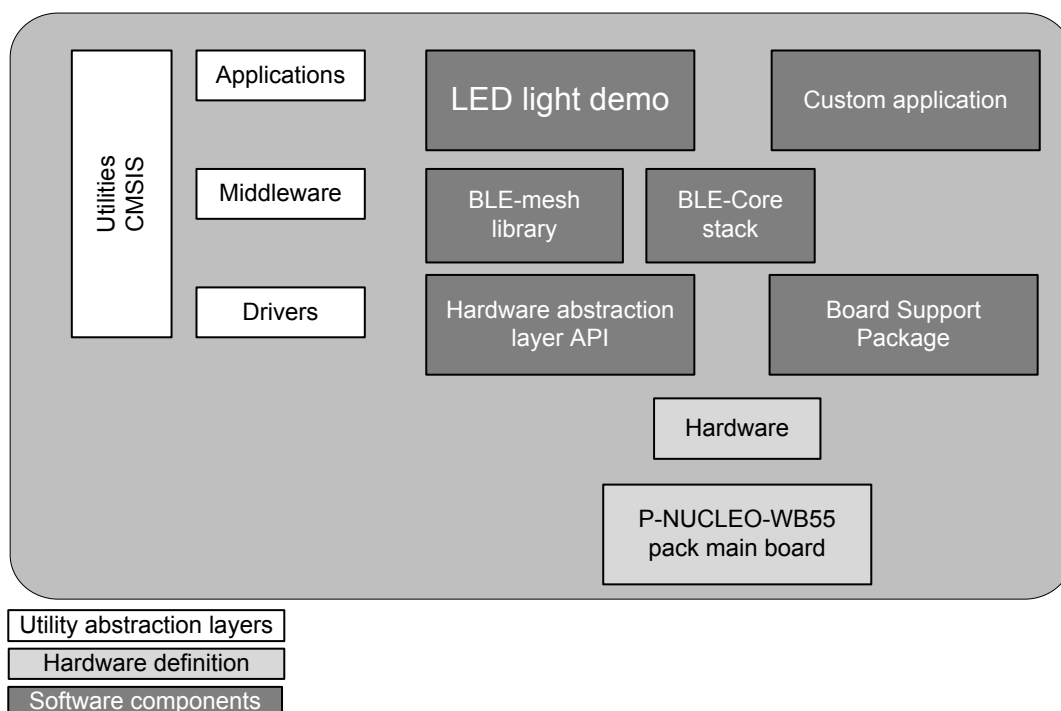 Utilities
CMSIS
Applications
LED light demo
Custom application
Middleware
BLE-mesh
library
BLE-Core
stack
Drivers
Hardware abstraction
layer API
Board Support
Package
Hardware
P-NUCLEO-WB55
pack main board
Utility abstraction layers
Hardware definition
Software components